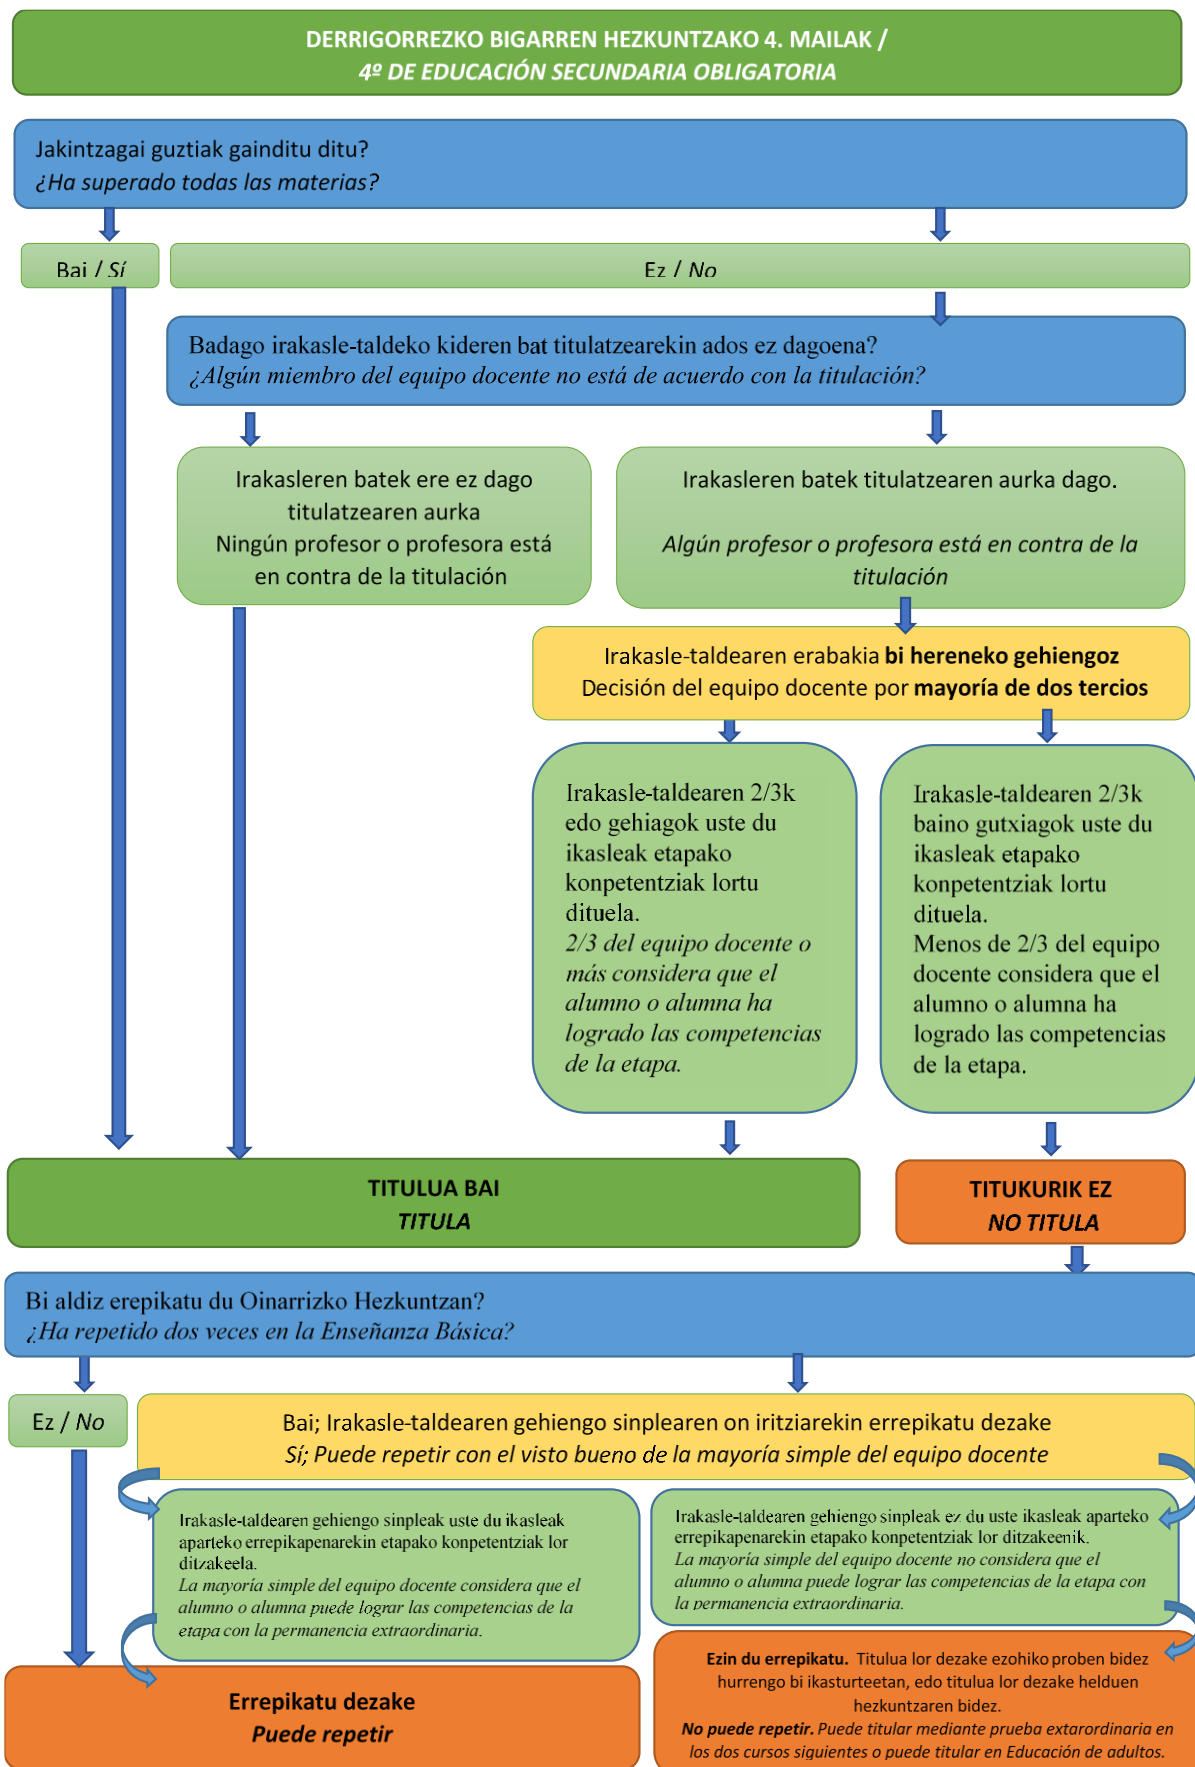 DERRIGORREZKO BIGARREN HEZKUNTZAKO 4. MAILAK /
4º DE EDUCACIÓN SECUNDARIA OBLIGATORIA
Jakintzagai guztiak gainditu ditu?
¿Ha superado todas las materias?
Bai / Sí
Ez / No
Badago irakasle-taldeko kideren bat titulatzearekin ados ez dagoena?
¿Algún miembro del equipo docente no está de acuerdo con la titulación?
Irakasleren batek ere ez dago
titulatzearen aurka
Ningún profesor o profesora está
en contra de la titulación
Irakasleren batek titulatzearen aurka dago.
Algún profesor o profesora está en contra de la
titulación
Irakasle-taldearen erabakia bi hereneko gehiengoz
Decisión del equipo docente por mayoría de dos tercios
Irakasle-taldearen 2/3k
edo gehiagok uste du
ikasleak etapako
konpetentziak lortu
dituela.
2/3 del equipo docente o
más considera que el
alumno o alumna ha
logrado las competencias
de la etapa.
Irakasle-taldearen 2/3k
baino gutxiagok uste du
ikasleak etapako
konpetentziak lortu
dituela.
Menos de 2/3 del equipo
docente considera que el
alumno o alumna ha
logrado las competencias
de la etapa.
TITULUA BAI
TITULA
TITUKURIK EZ
NO TITULA
Bi aldiz erepikatu du Oinarrizko Hezkuntzan?
¿Ha repetido dos veces en la Enseñanza Básica?
Ez / No
Bai; Irakasle-taldearen gehiengo sinplearen on iritziarekin errepikatu dezake
Sí; Puede repetir con el visto bueno de la mayoría simple del equipo docente
Irakasle-taldearen gehiengo sinpleak uste du ikasleak
aparteko errepikapenarekin etapako konpetentziak lor
ditzakeela.
La mayoría simple del equipo docente considera que el
alumno o alumna puede lograr las competencias de la
etapa con la permanencia extraordinaria.
Irakasle-taldearen gehiengo sinpleak ez du uste ikasleak aparteko
errepikapenarekin etapako konpetentziak lor ditzakeenik.
La mayoría simple del equipo docente no considera que el
alumno o alumna puede lograr las competencias de la etapa con
la permanencia extraordinaria.
Errepikatu dezake
Puede repetir
Ezin du errepikatu. Titulua lor dezake ezohiko proben bidez
hurrengo bi ikasturteetan, edo titulua lor dezake helduen
hezkuntzaren bidez.
No puede repetir. Puede titular mediante prueba extarordinaria en
los dos cursos siguientes o puede titular en Educación de adultos.